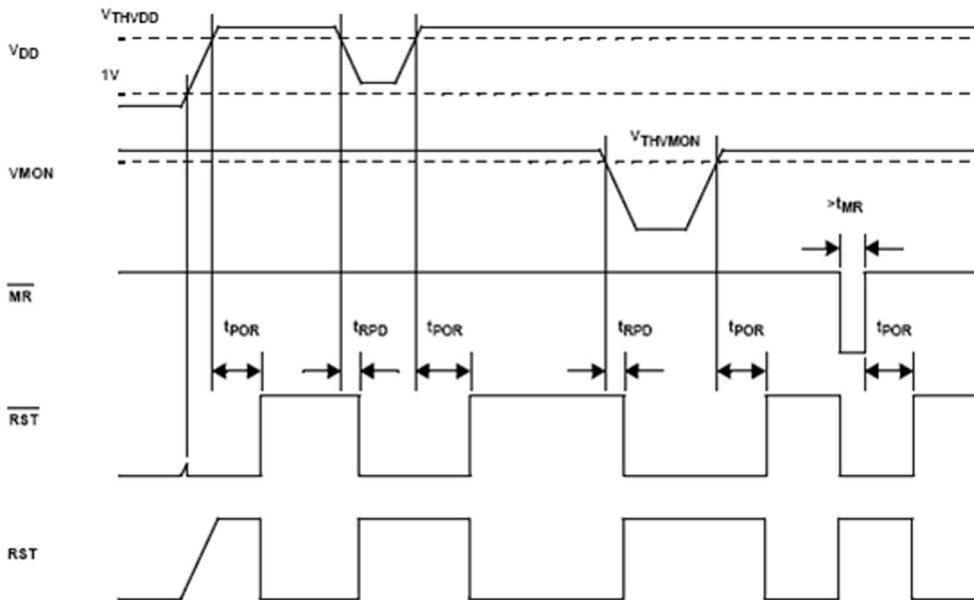 VTHVDD
VDD
1V
VTHVMON
VMON
>tMR
MR
tPOR tRPD tPOR tRPD tPOR tPOR
RST
RST